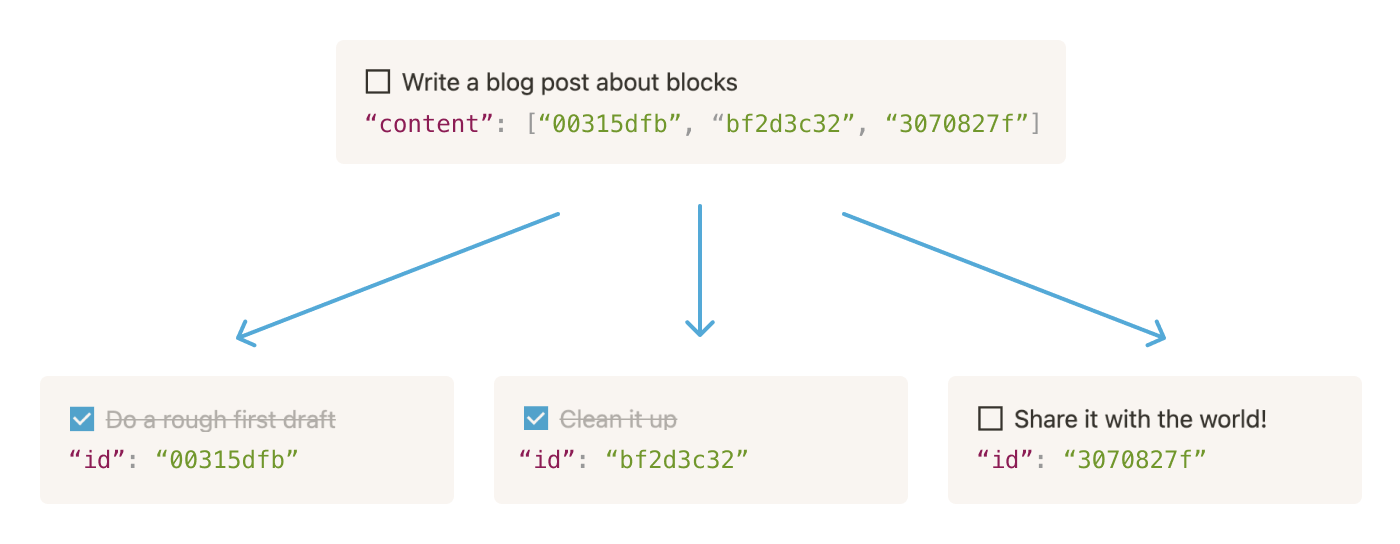 Write a blog post about blocks
“content”: [“00315dfb”, “bf2d3c32”, “3070827f”]
Do a rough first draft
“id”: “00315dfb”
Clean it up
“id”: “bf2d3c32”
Share it with the world!
“id”: “3070827f”